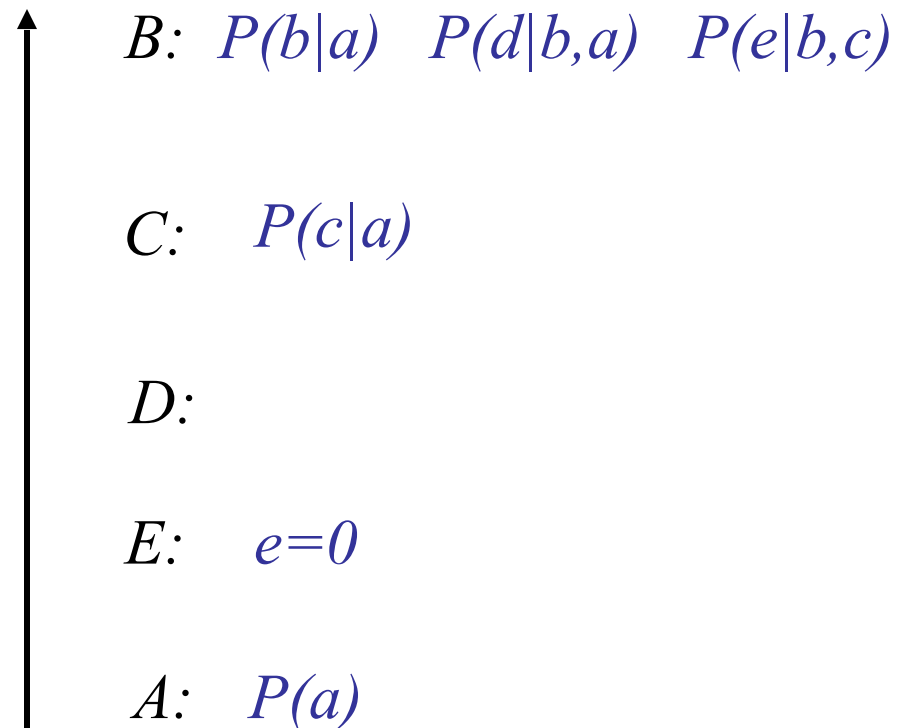 B: P(b|a) P(d|b,a) P(e|b,c)
C: P(c|a)
D:
E: e=0
A: P(a)